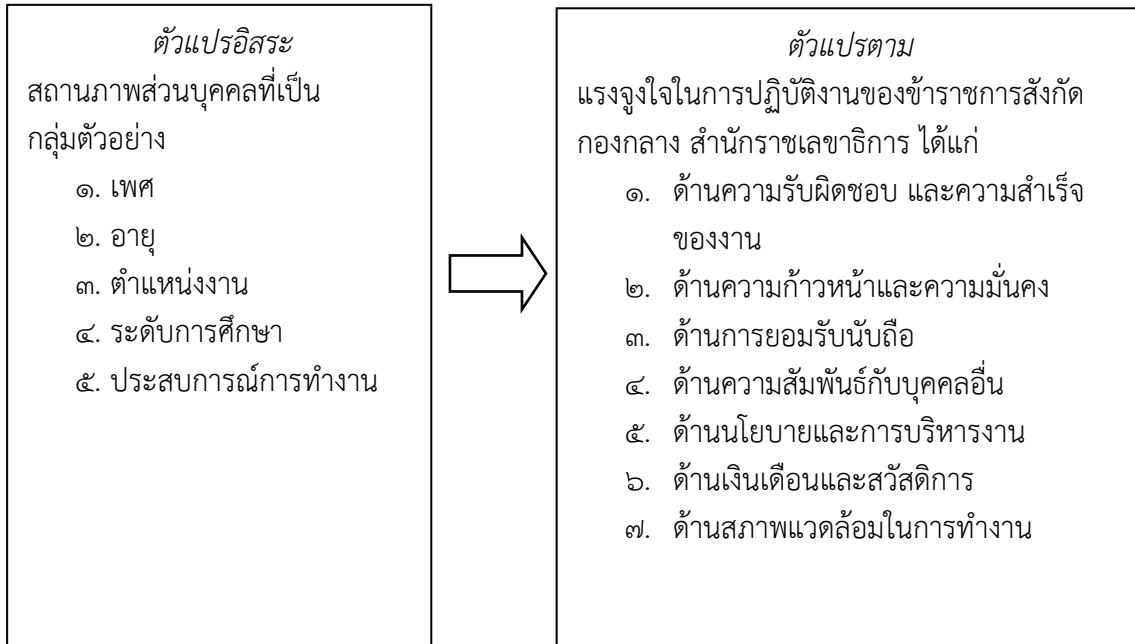 ตัวแปรอิสระ
สถานภาพส่วนบุคคลที่เป็น
กลุ่มตัวอย่าง
๑. เพศ
๒. อายุ
๓. ตำแหน่งงาน
๔. ระดับการศึกษา
๕. ประสบการณ์การทำงาน
ตัวแปรตาม
แรงจูงใจในการปฏิบัติงานของข้าราชการสังกัด
กองกลาง สำนักราชเลขาธิการ ได้แก่
๑. ด้านความรับผิดชอบ และความสำเร็จ
ของงาน
๒. ด้านความก้าวหน้าและความมั่นคง
๓. ด้านการยอมรับนับถือ
๔. ด้านความสัมพันธ์กับบุคคลอื่น
๕. ด้านนโยบายและการบริหารงาน
๖. ด้านเงินเดือนและสวัสดิการ
๗. ด้านสภาพแวดล้อมในการทำงาน